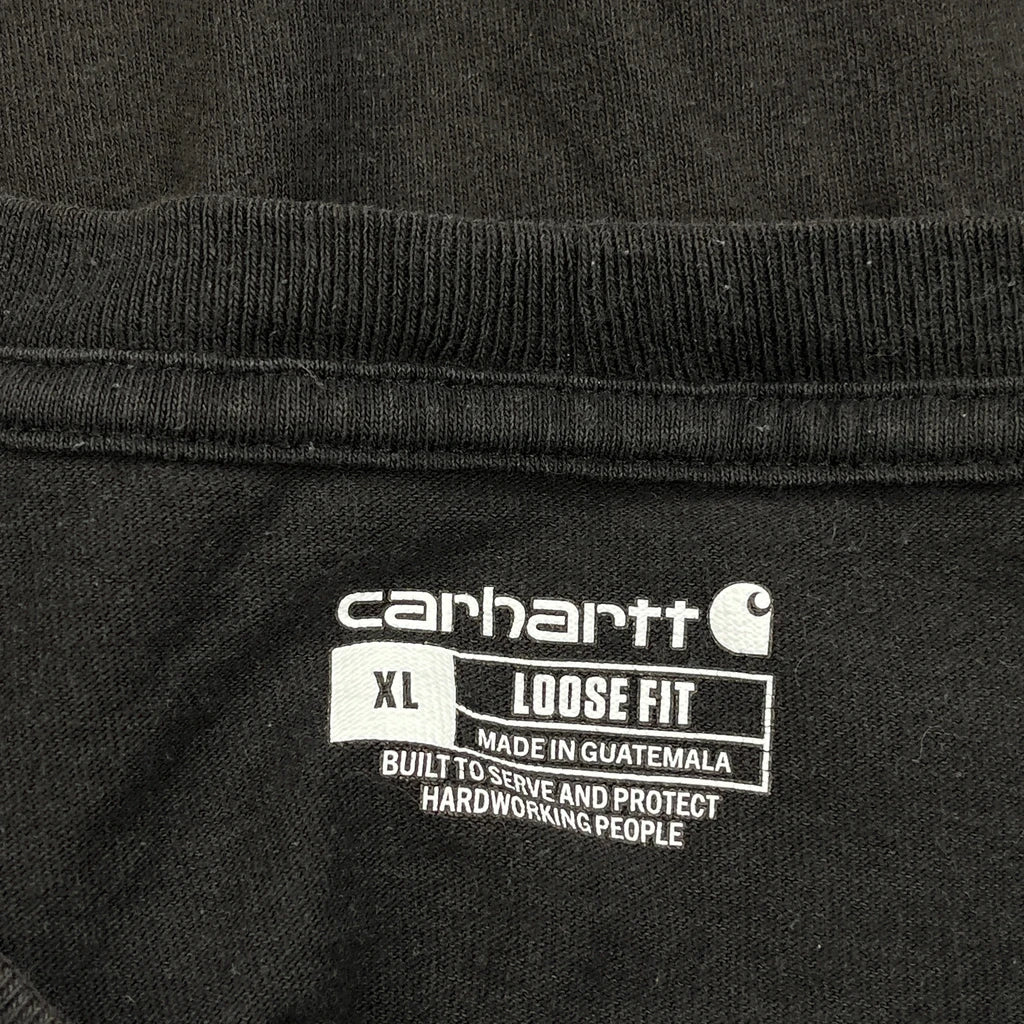 carhartt
XL LOOSE FIT
MADE IN GUATEMALA
BUILT TO SERVE AND PROTECT
HARDWORKING PEOPLE